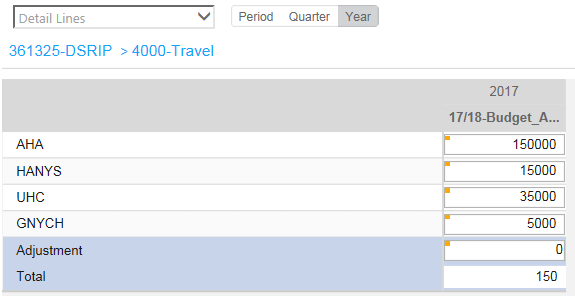 Detail Lines Period Quarter Year
361325-DSRIP > 4000-Travel
2017
17/18-Budget_A...
AHA 150000
HANYS 15000
UHC 35000
GNYCH 5000
Adjustment 0
Total 150